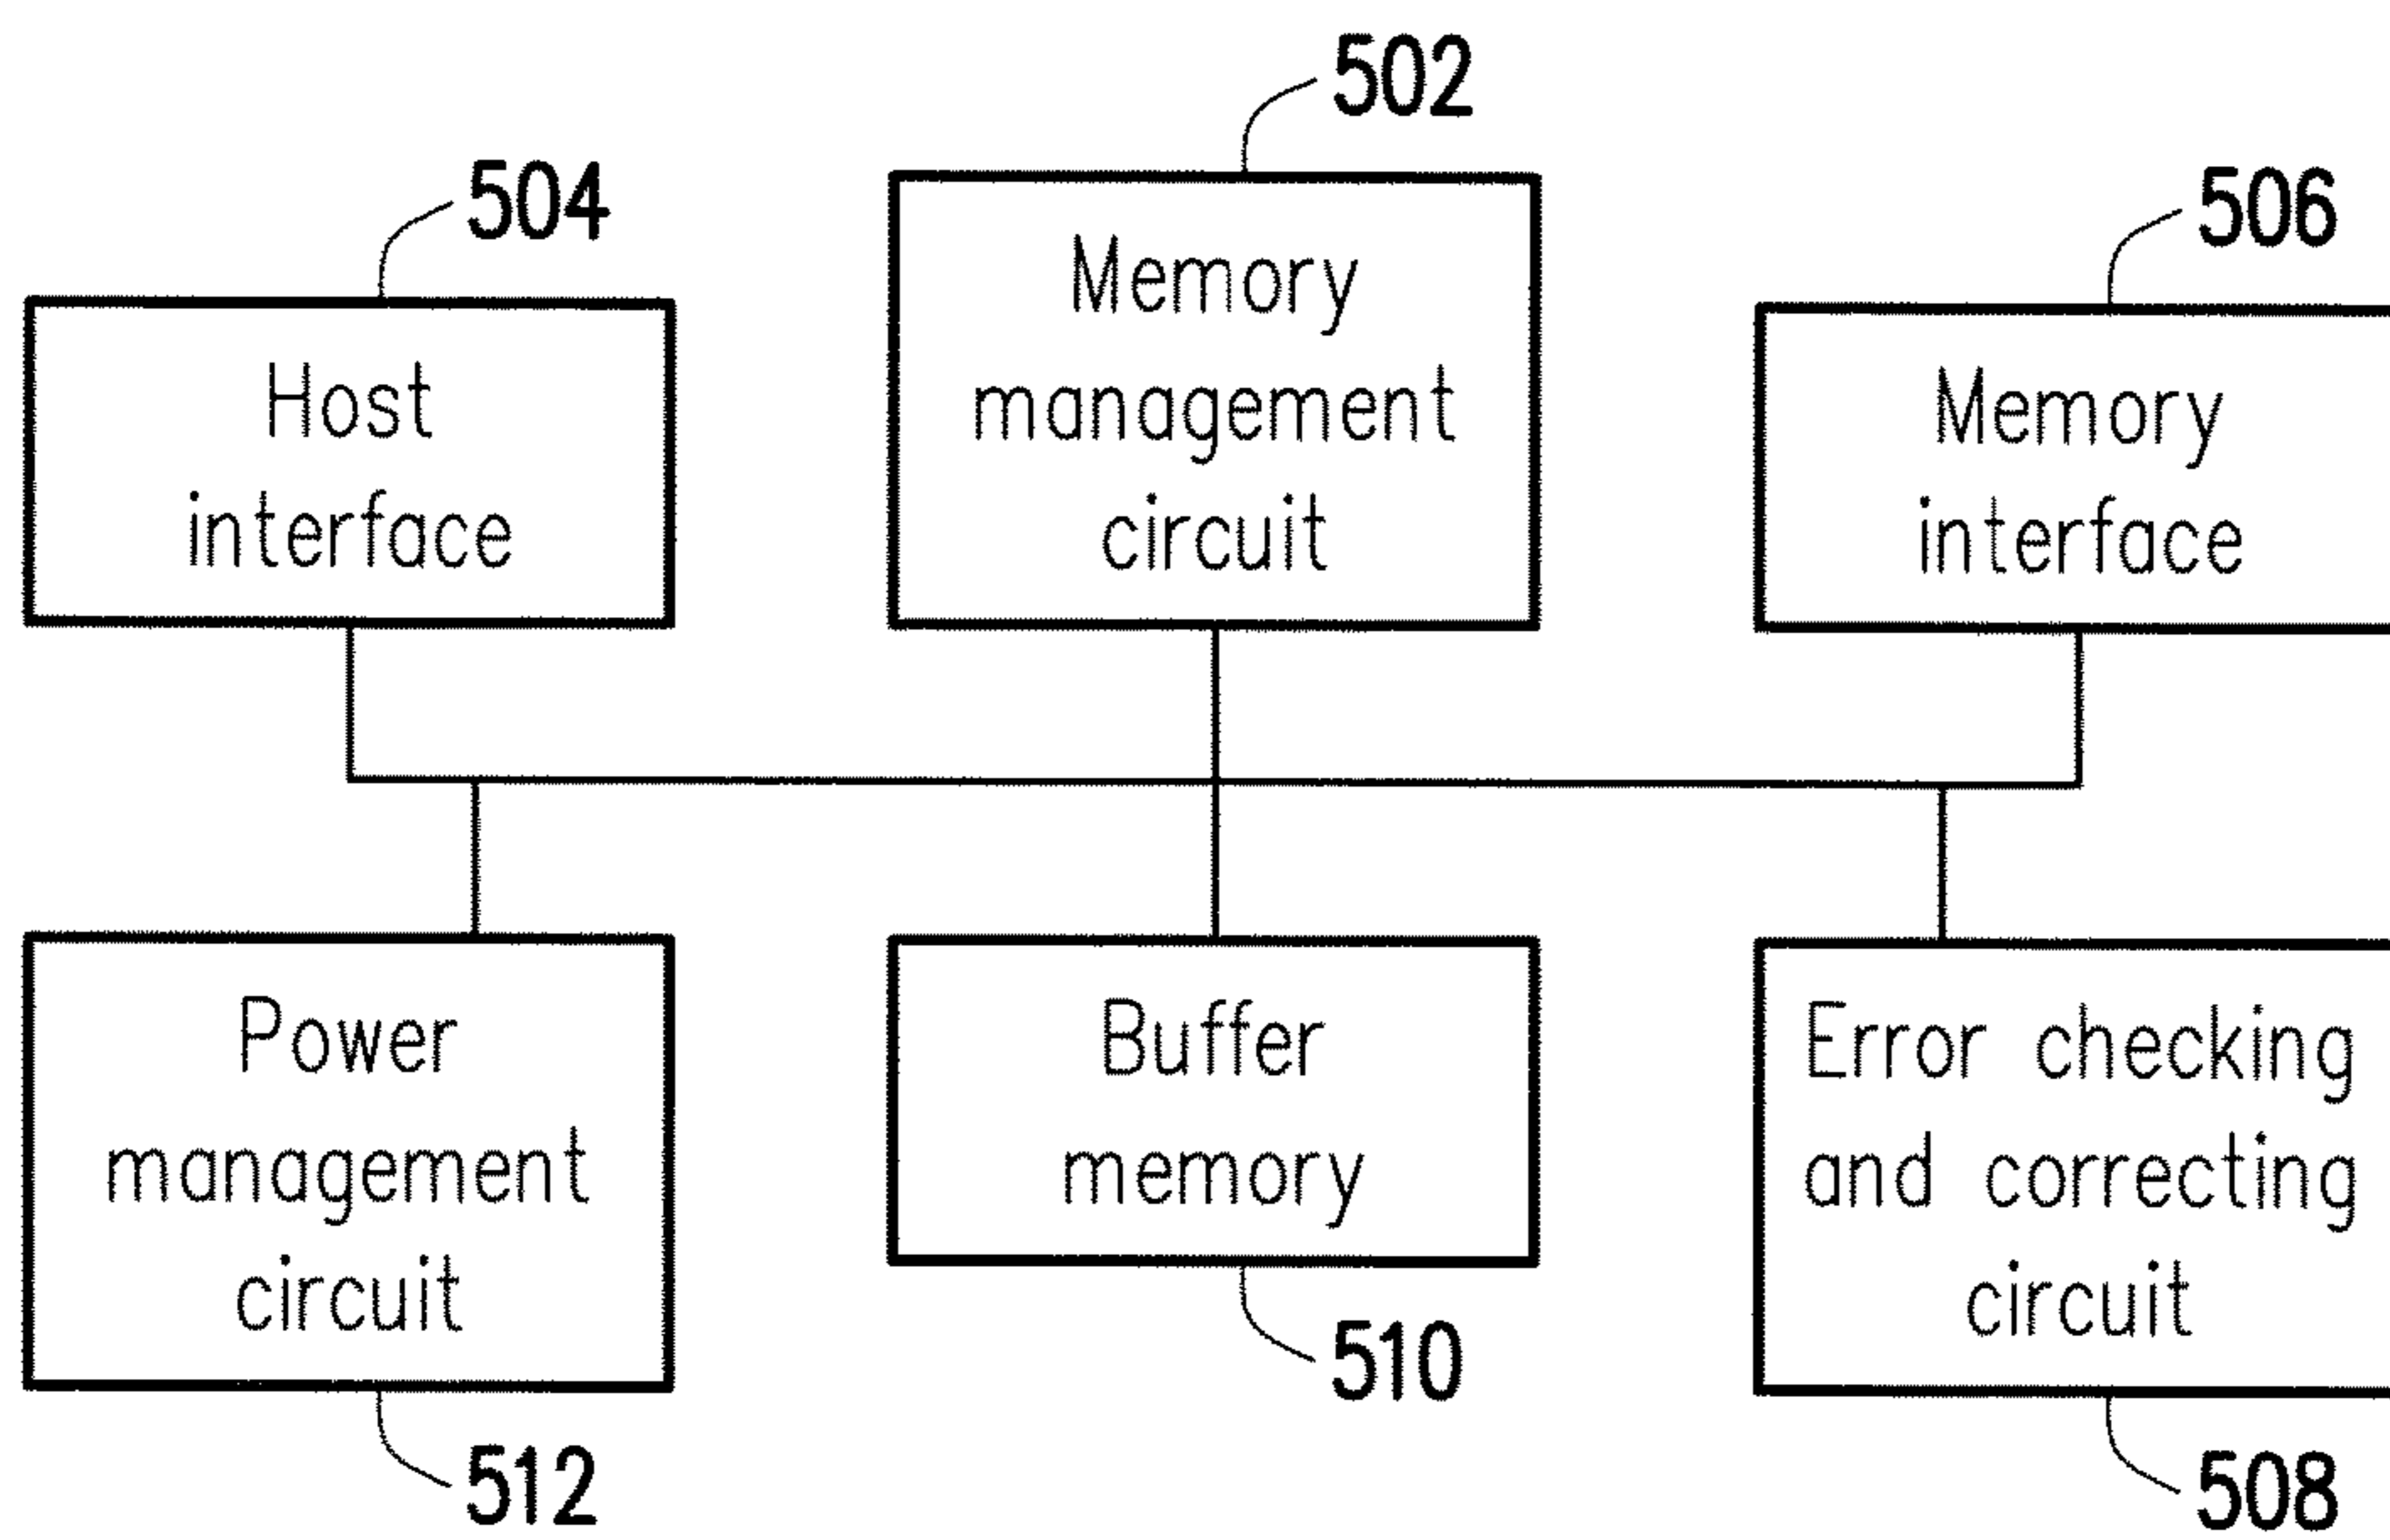 502
504
506
Host
interface
Memory
management
circuit
Memory
interface
Power
management
circuit
Buffer
memory
Error checking
and correcting
circuit
510
512
508